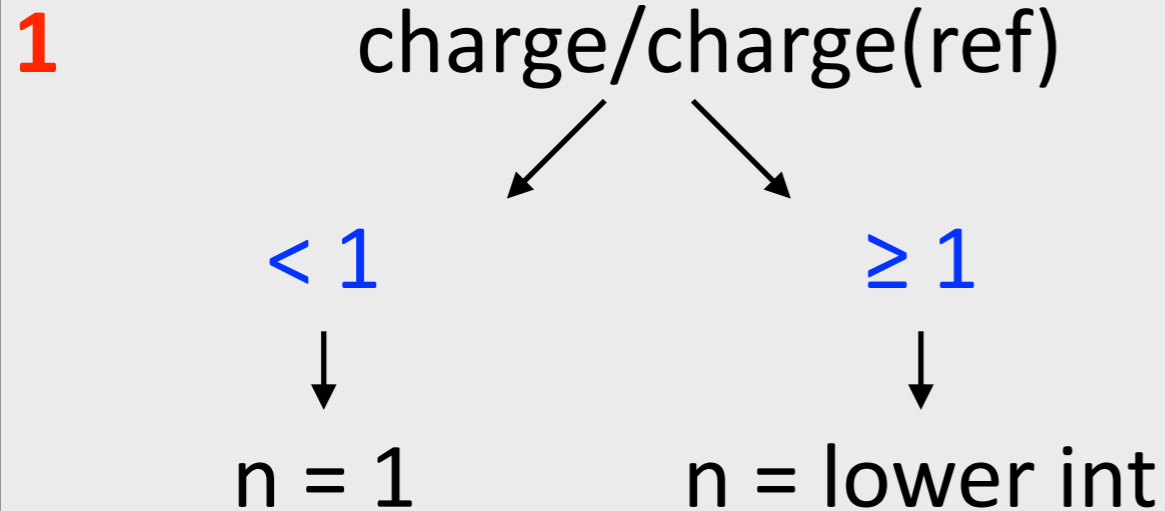 1 charge/charge(ref)
< 1 ≥ 1
n = 1 n = lower int